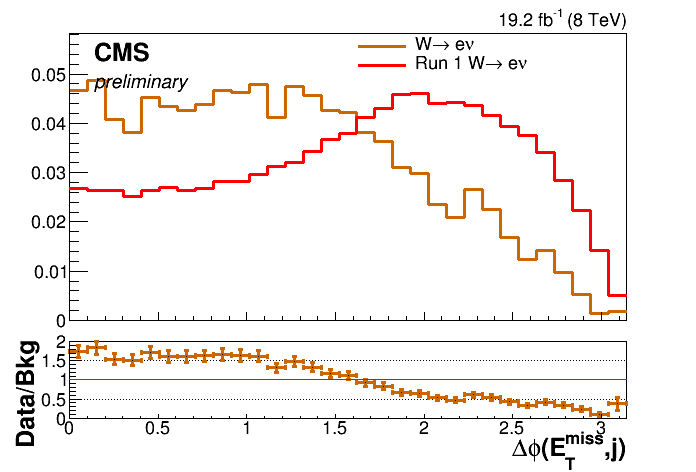 19.2 fb⁻¹ (8 TeV)
CMS
preliminary
W→ eν
Run 1 W→ eν
0.05
0.04
0.03
0.02
0.01
0
Data/Bkg
2
1.5
1
0.5
0
0 0.5 1 1.5 2 2.5 3
Δϕ(E_T^miss,j)